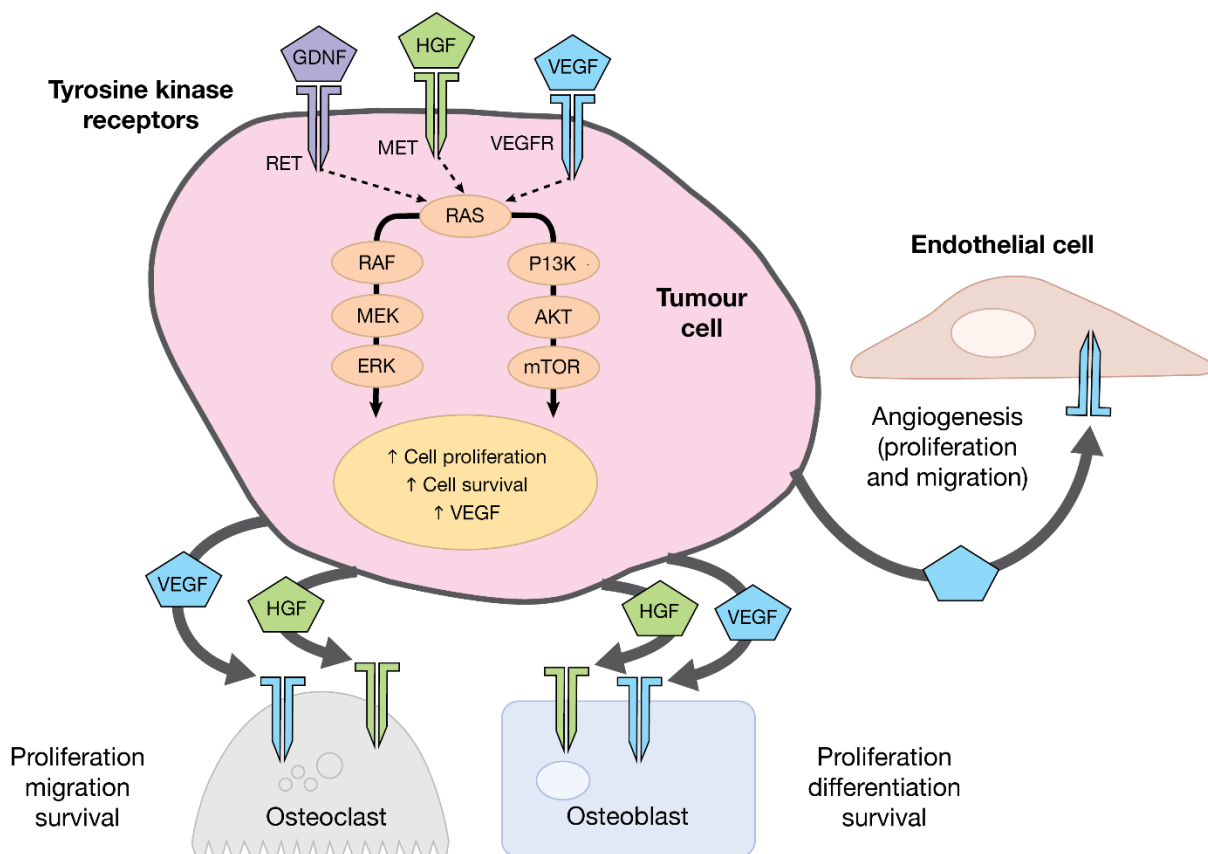 GDNF
HGF
VEGF
Tyrosine kinase
receptors
RET
MET
VEGFR
RAS
RAF
P13K
MEK
AKT
ERK
mTOR
Tumour
cell
Endothelial cell
Angiogenesis
(proliferation
and migration)
↑ Cell proliferation
↑ Cell survival
↑ VEGF
VEGF
HGF
HGF
VEGF
Proliferation
migration
survival
Osteoclast
Osteoblast
Proliferation
differentiation
survival